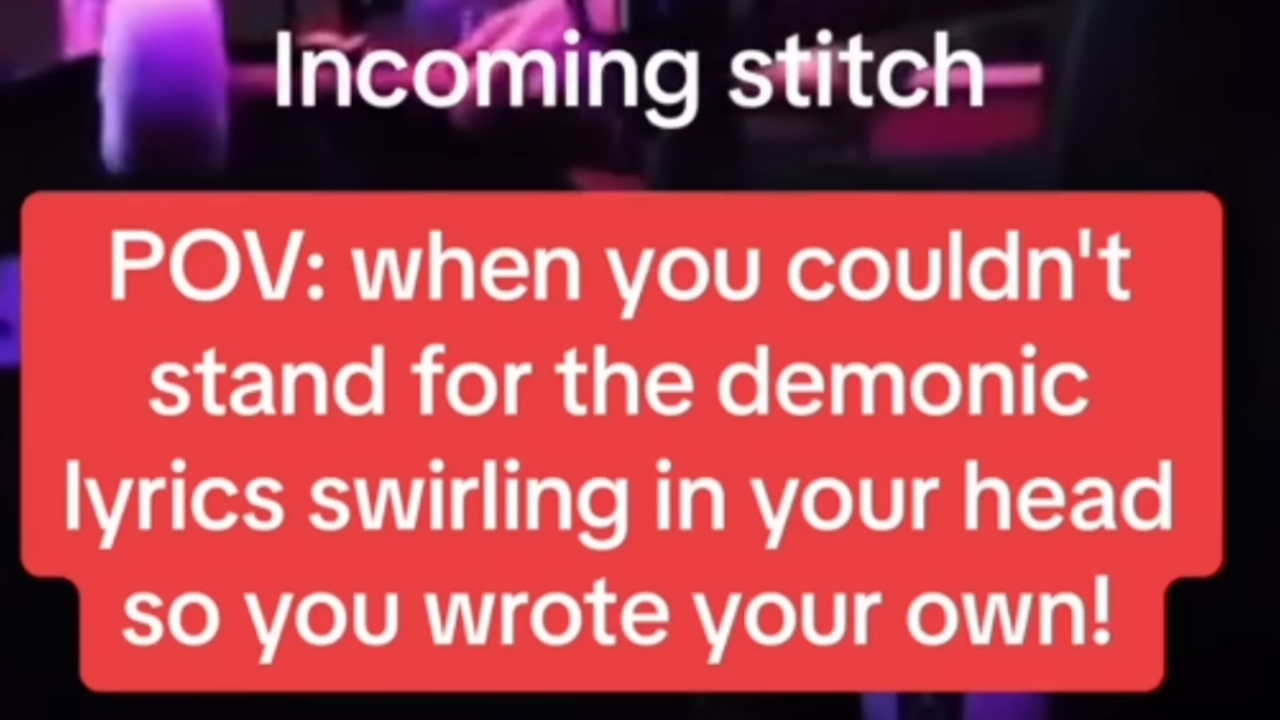 Incoming stitch
POV: when you couldn't
stand for the demonic
lyrics swirling in your head
so you wrote your own!